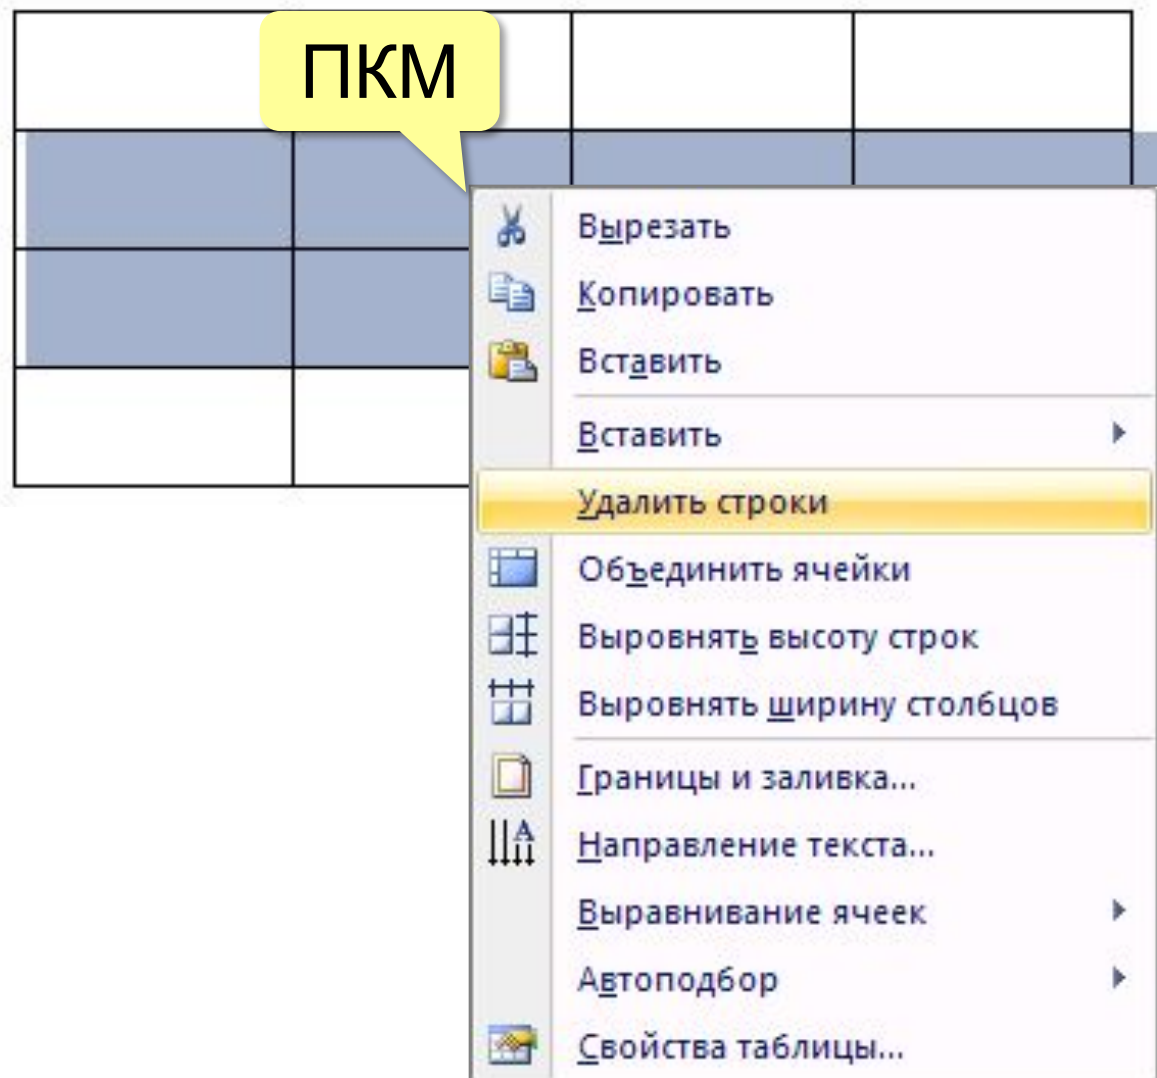 ПКМ
Вырезать
Копировать
Вставить
Вставить
Удалить строки
Объединить ячейки
Выровнять высоту строк
Выровнять ширину столбцов
Границы и заливка...
Направление текста...
Выравнивание ячеек
Автоподбор
Свойства таблицы...